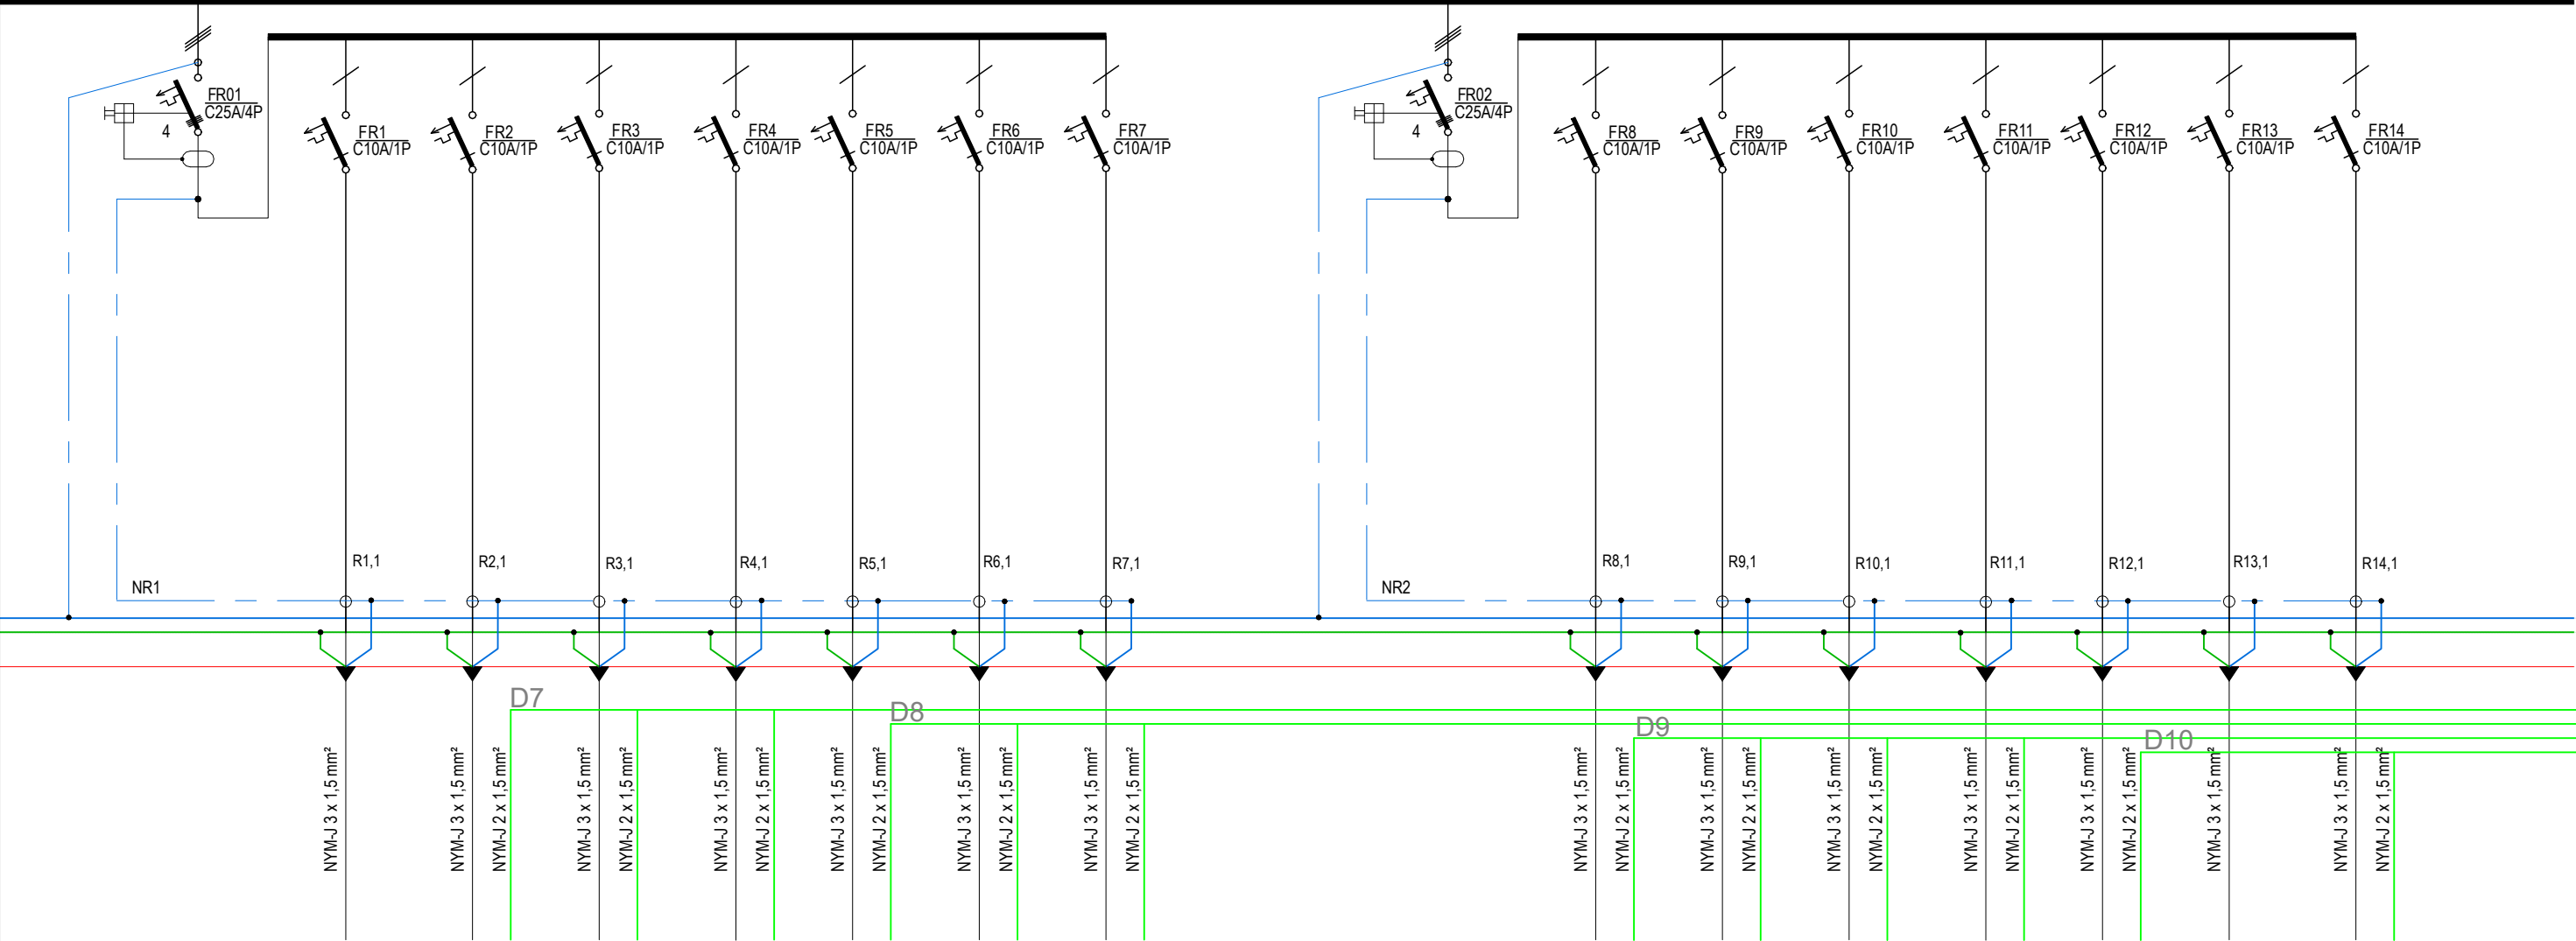 FR01
C25A/4P
4
FR1
C10A/1P
FR2
C10A/1P
FR3
C10A/1P
FR4
C10A/1P
FR5
C10A/1P
FR6
C10A/1P
FR7
C10A/1P
FR02
C25A/4P
4
FR8
C10A/1P
FR9
C10A/1P
FR10
C10A/1P
FR11
C10A/1P
FR12
C10A/1P
FR13
C10A/1P
FR14
C10A/1P
R1,1
R2,1
R3,1
R4,1
R5,1
R6,1
R7,1
R8,1
R9,1
R10,1
R11,1
R12,1
R13,1
R14,1
NR1
NR2
D7
D8
D9
D10
NYM-J 3 x 1,5 mm²
NYM-J 3 x 1,5 mm²
NYM-J 2 x 1,5 mm²
NYM-J 3 x 1,5 mm²
NYM-J 2 x 1,5 mm²
NYM-J 3 x 1,5 mm²
NYM-J 2 x 1,5 mm²
NYM-J 3 x 1,5 mm²
NYM-J 2 x 1,5 mm²
NYM-J 3 x 1,5 mm²
NYM-J 2 x 1,5 mm²
NYM-J 3 x 1,5 mm²
NYM-J 2 x 1,5 mm²
NYM-J 3 x 1,5 mm²
NYM-J 2 x 1,5 mm²
NYM-J 3 x 1,5 mm²
NYM-J 2 x 1,5 mm²
NYM-J 3 x 1,5 mm²
NYM-J 2 x 1,5 mm²
NYM-J 3 x 1,5 mm²
NYM-J 2 x 1,5 mm²
NYM-J 3 x 1,5 mm²
NYM-J 2 x 1,5 mm²
NYM-J 3 x 1,5 mm²
NYM-J 3 x 1,5 mm²
NYM-J 2 x 1,5 mm²